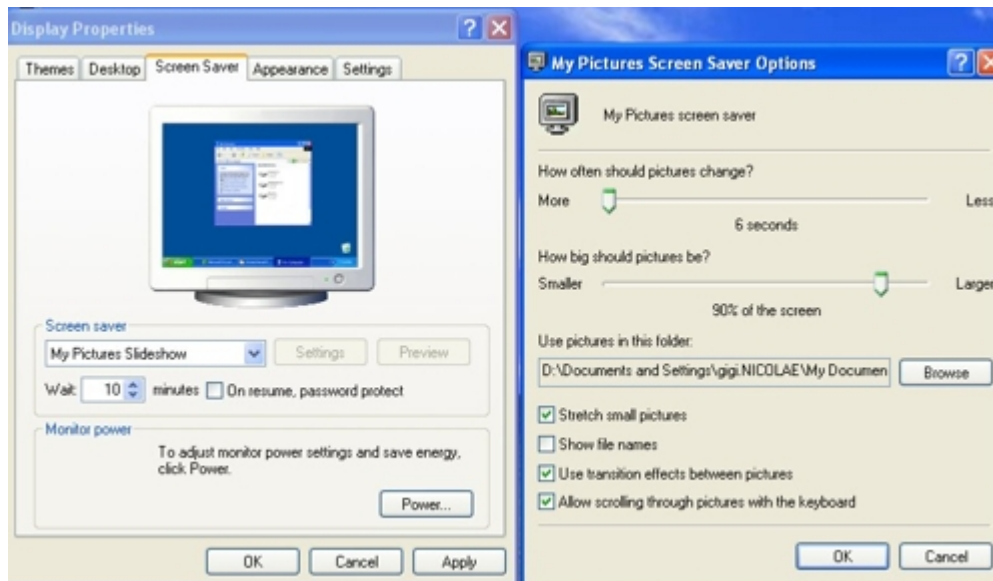 Display Properties
Themes Desktop Screen Saver Appearance Settings
Screen saver
My Pictures Slideshow Settings Preview
Wait: 10 minutes On resume, password protect
Monitor power
To adjust monitor power settings and save energy,
click Power.
Power...
OK Cancel Apply
My Pictures Screen Saver Options
My Pictures screen saver
How often should pictures change?
More Less
6 seconds
How big should pictures be?
Smaller Larger
90% of the screen
Use pictures in this folder:
D:\Documents and Settings\gigi.NICOLAE\My Documen Browse
Stretch small pictures
Show file names
Use transition effects between pictures
Allow scrolling through pictures with the keyboard
OK Cancel